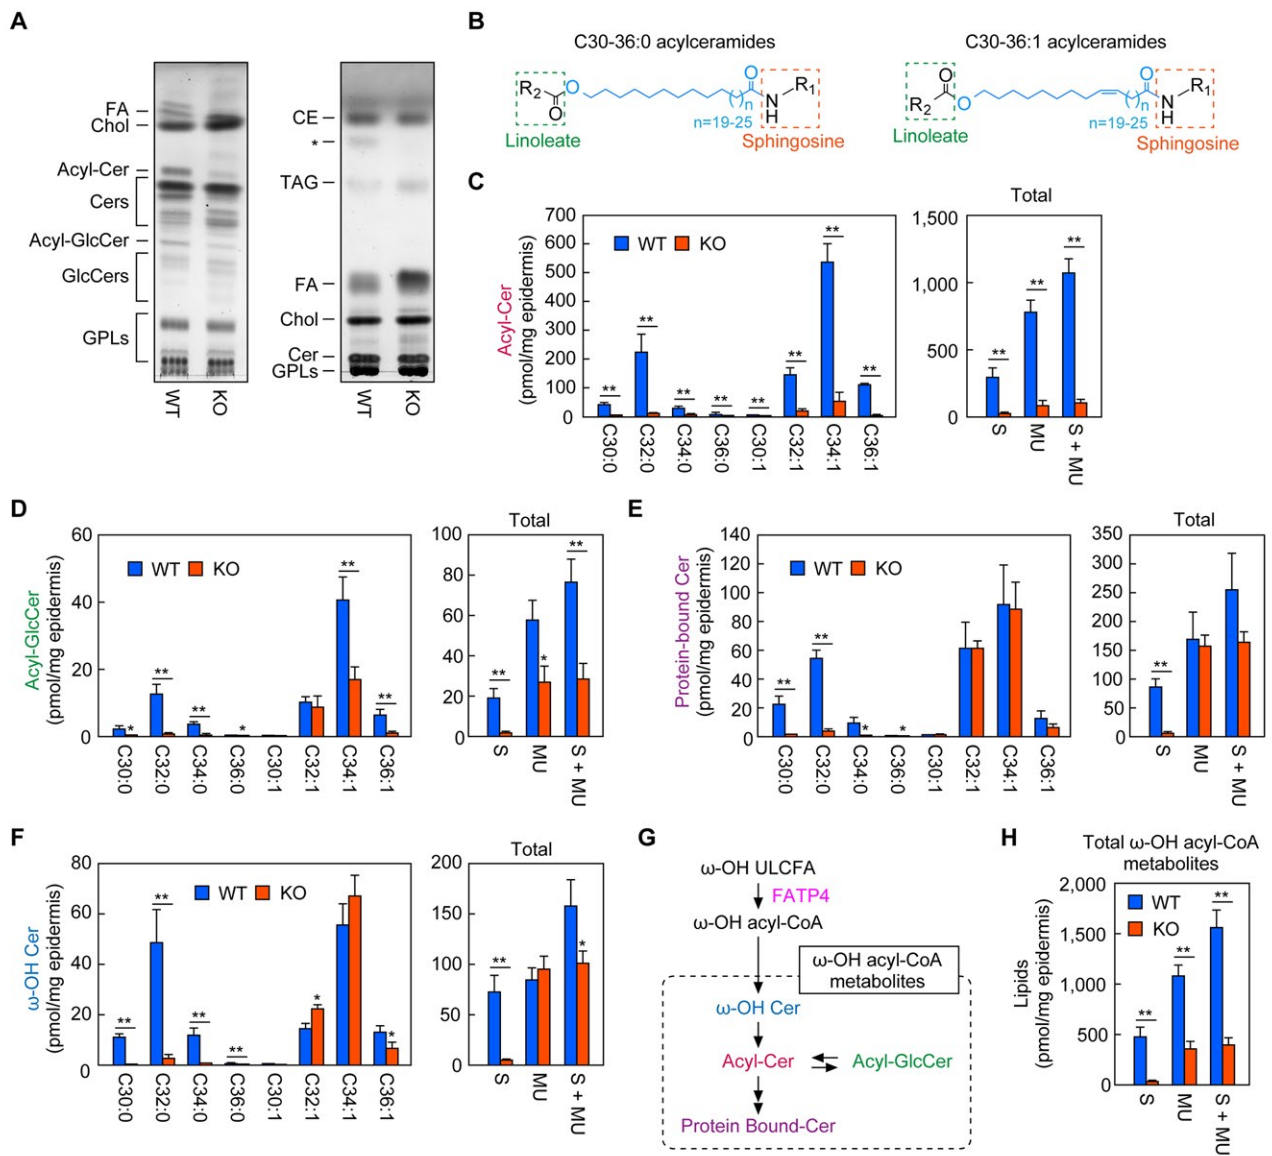 A
FA
Chol
Acyl-Cer
Cers
Acyl-GlcCer
GlcCers
GPLs
WT
KO
CE
*
TAG
FA
Chol
Cer
GPLs
WT
KO
B
C30-36:0 acylceramides
R2
O
O
O
N
H
R1
( )n
n=19-25
Linoleate
Sphingosine
C30-36:1 acylceramides
R2
O
O
O
N
H
R1
( )n
n=19-25
Linoleate
Sphingosine
C
Acyl-Cer
(pmol/mg epidermis)
700
600
500
400
300
200
100
0
WT
KO
** ** ** ** ** ** ** **
C30:0
C32:0
C34:0
C36:0
C30:1
C32:1
C34:1
C36:1
Total
1,500
1,000
500
0
** ** **
S
MU
S + MU
D
Acyl-GlcCer
(pmol/mg epidermis)
60
40
20
0
WT
KO
* ** ** * ** **
C30:0
C32:0
C34:0
C36:0
C30:1
C32:1
C34:1
C36:1
Total
100
80
60
40
20
0
** * **
S
MU
S + MU
E
Protein-bound Cer
(pmol/mg epidermis)
140
120
100
80
60
40
20
0
WT
KO
** ** * *
C30:0
C32:0
C34:0
C36:0
C30:1
C32:1
C34:1
C36:1
Total
350
300
250
200
150
100
50
0
**
S
MU
S + MU
F
ω-OH Cer
(pmol/mg epidermis)
80
60
40
20
0
WT
KO
** ** ** ** * *
C30:0
C32:0
C34:0
C36:0
C30:1
C32:1
C34:1
C36:1
Total
200
150
100
50
0
** *
S
MU
S + MU
G
ω-OH ULCFA
FATP4
ω-OH acyl-CoA
ω-OH acyl-CoA
metabolites
ω-OH Cer
Acyl-Cer
Acyl-GlcCer
Protein Bound-Cer
H
Total ω-OH acyl-CoA
metabolites
Lipids
(pmol/mg epidermis)
2,000
1,500
1,000
500
0
WT
KO
** ** **
S
MU
S + MU